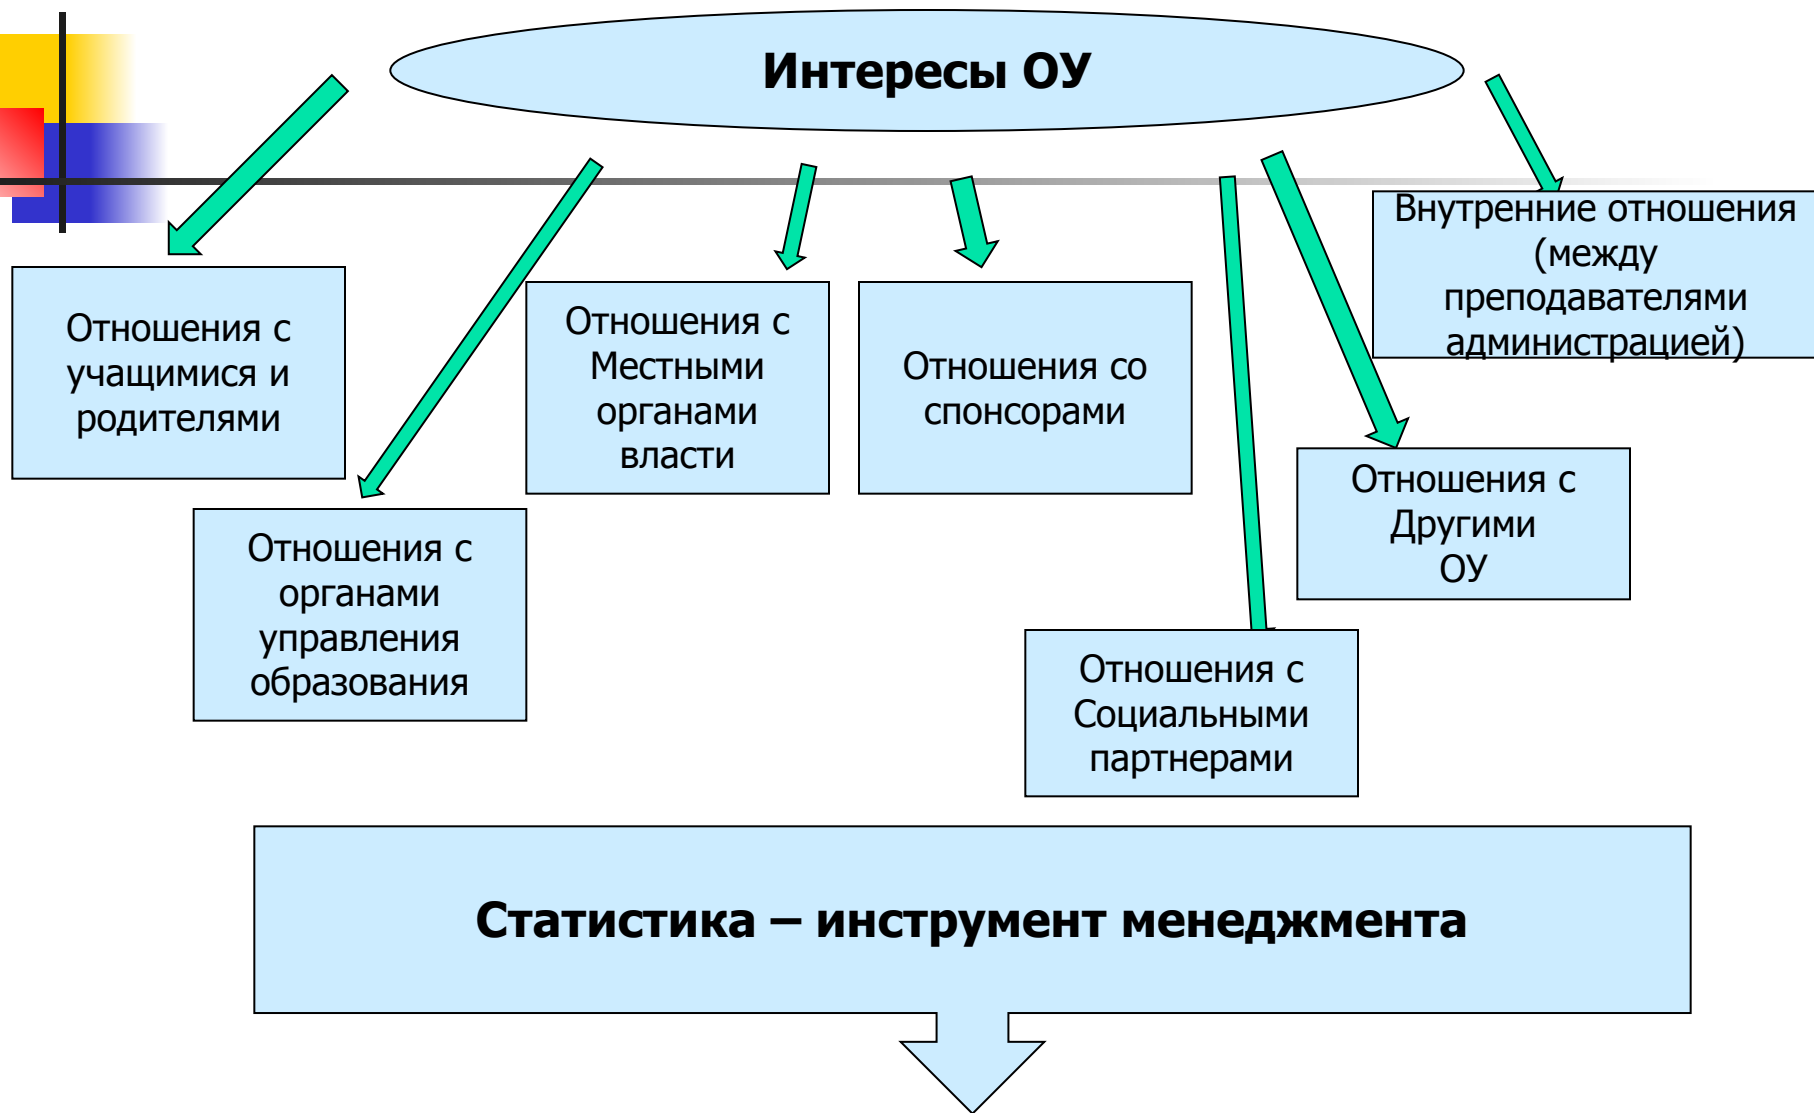 Интересы ОУ
Внутренние отношения
(между
преподавателями
администрацией)
Отношения с
учащимися и
родителями
Отношения с
Местными
органами
власти
Отношения со
спонсорами
Отношения с
Другими
ОУ
Отношения с
органами
управления
образования
Отношения с
Социальными
партнерами
Статистика – инструмент менеджмента